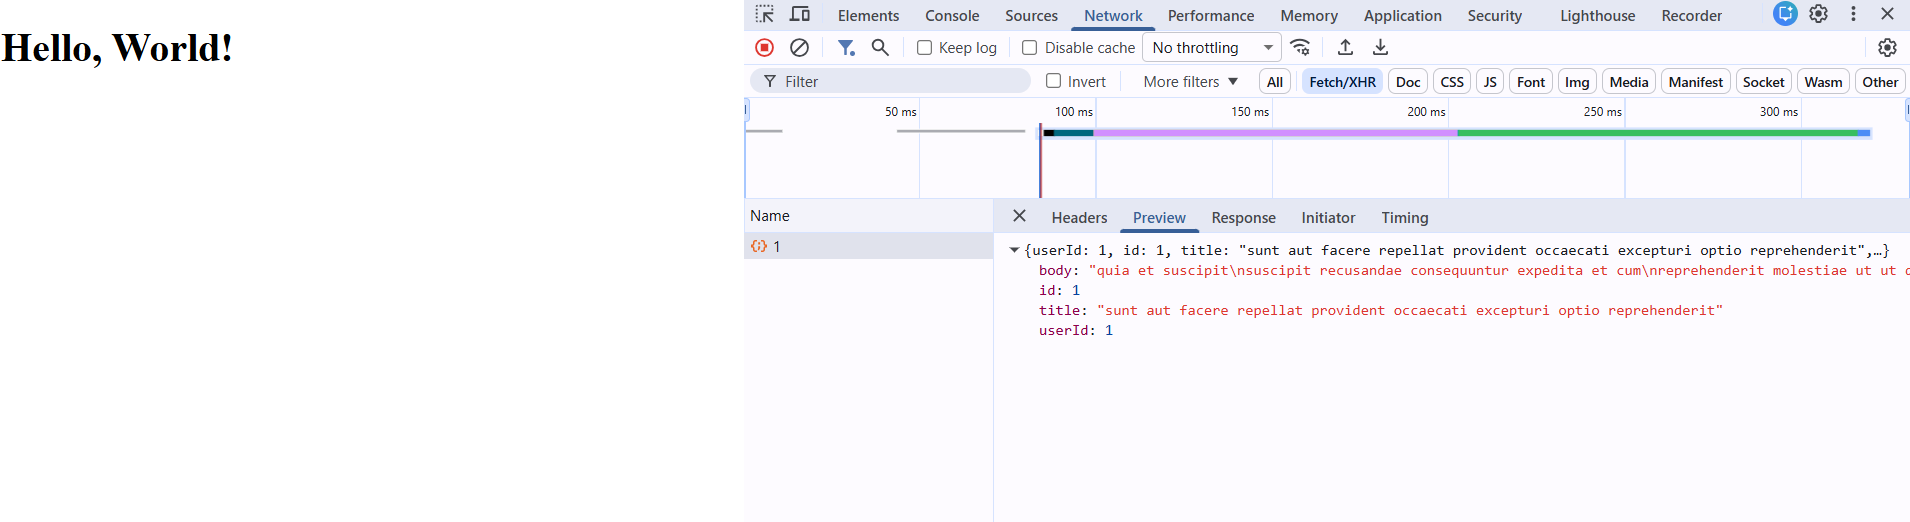 Hello, World!
Elements Console Sources Network Performance Memory Application Security Lighthouse Recorder
Keep log Disable cache No throttling
Filter Invert More filters All Fetch/XHR Doc CSS JS Font Img Media Manifest Socket Wasm Other
50 ms 100 ms 150 ms 200 ms 250 ms 300 ms
Name
1
Headers Preview Response Initiator Timing
{userId: 1, id: 1, title: "sunt aut facere repellat provident occaecati excepturi optio reprehenderit",…}
body: "quia et suscipit\nsuscipit recusandae consequuntur expedita et cum\nreprehenderit molestiae ut ut
id: 1
title: "sunt aut facere repellat provident occaecati excepturi optio reprehenderit"
userId: 1